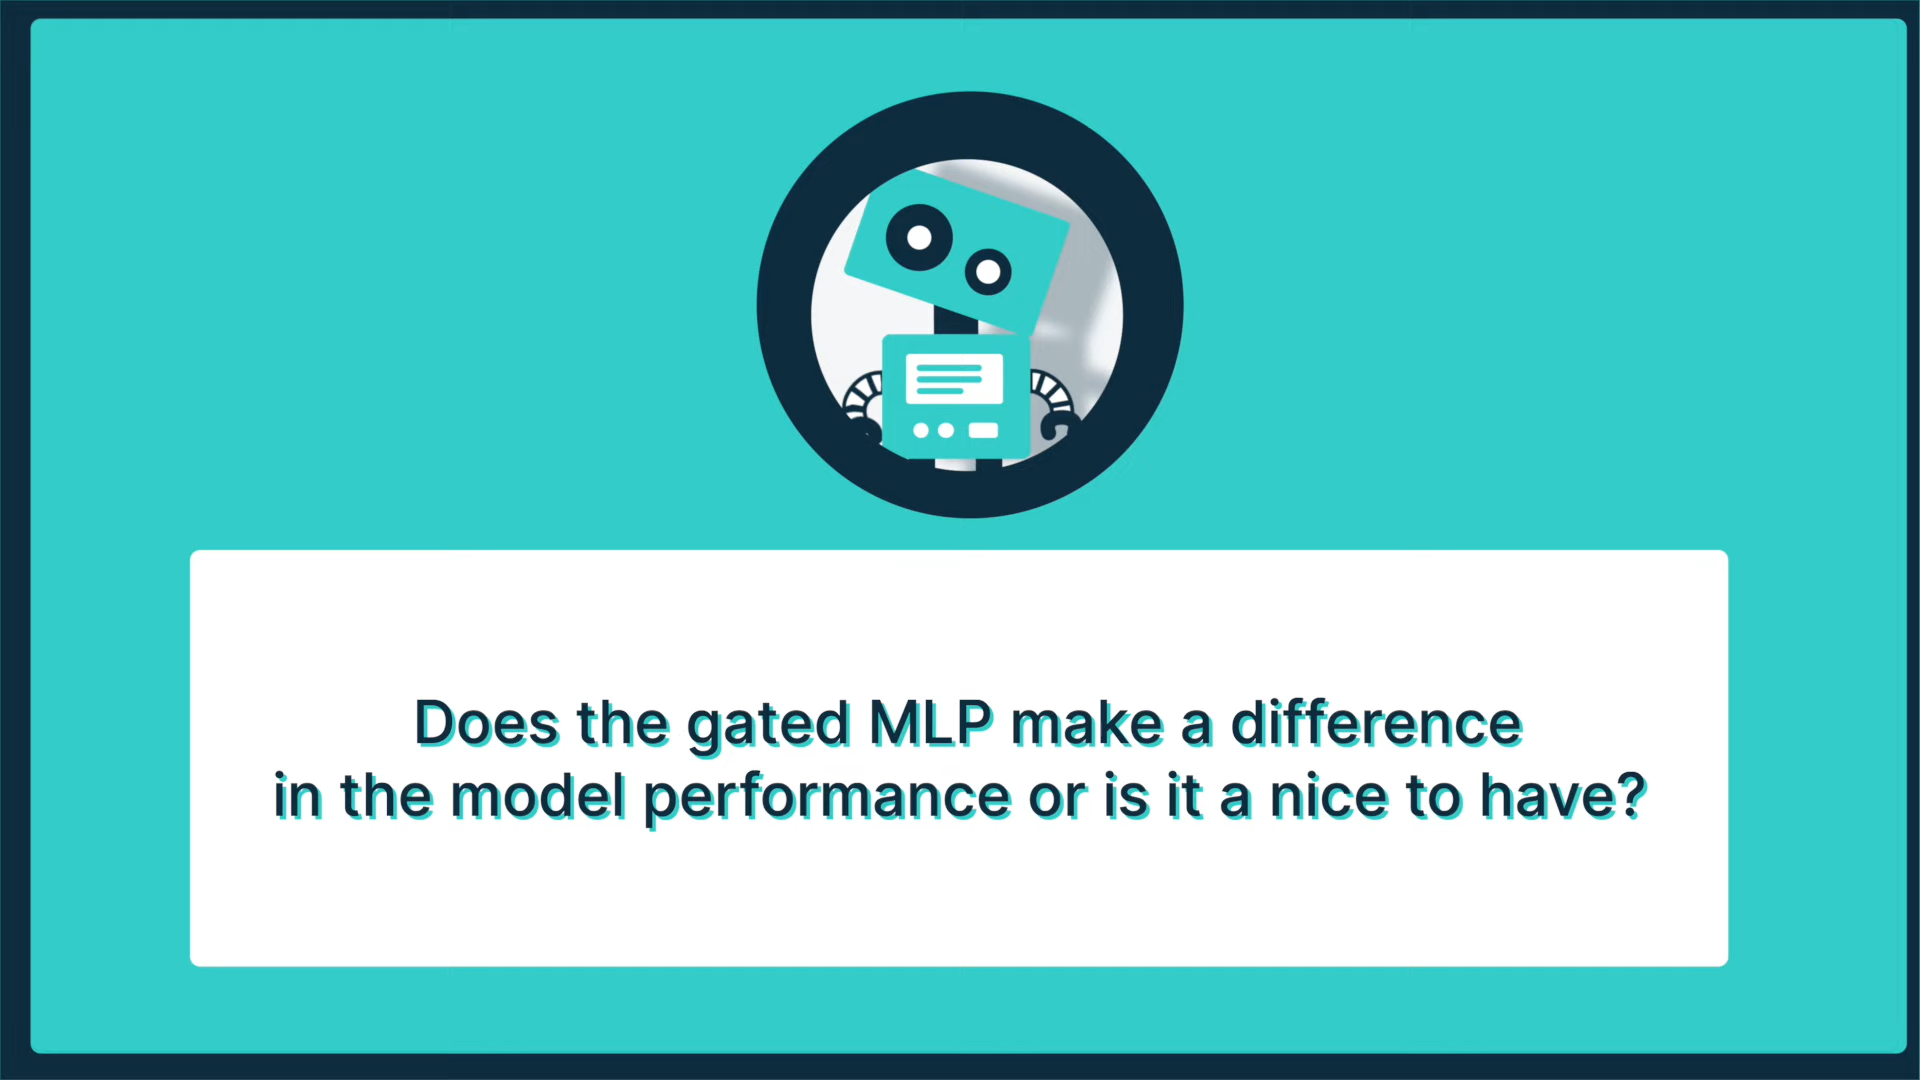 Does the gated MLP make a difference
in the model performance or is it a nice to have?